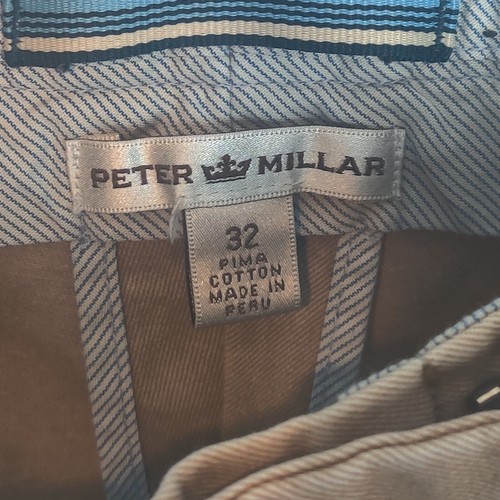 PETER MILLAR
32
PIMA
COTTON
MADE IN
PERU